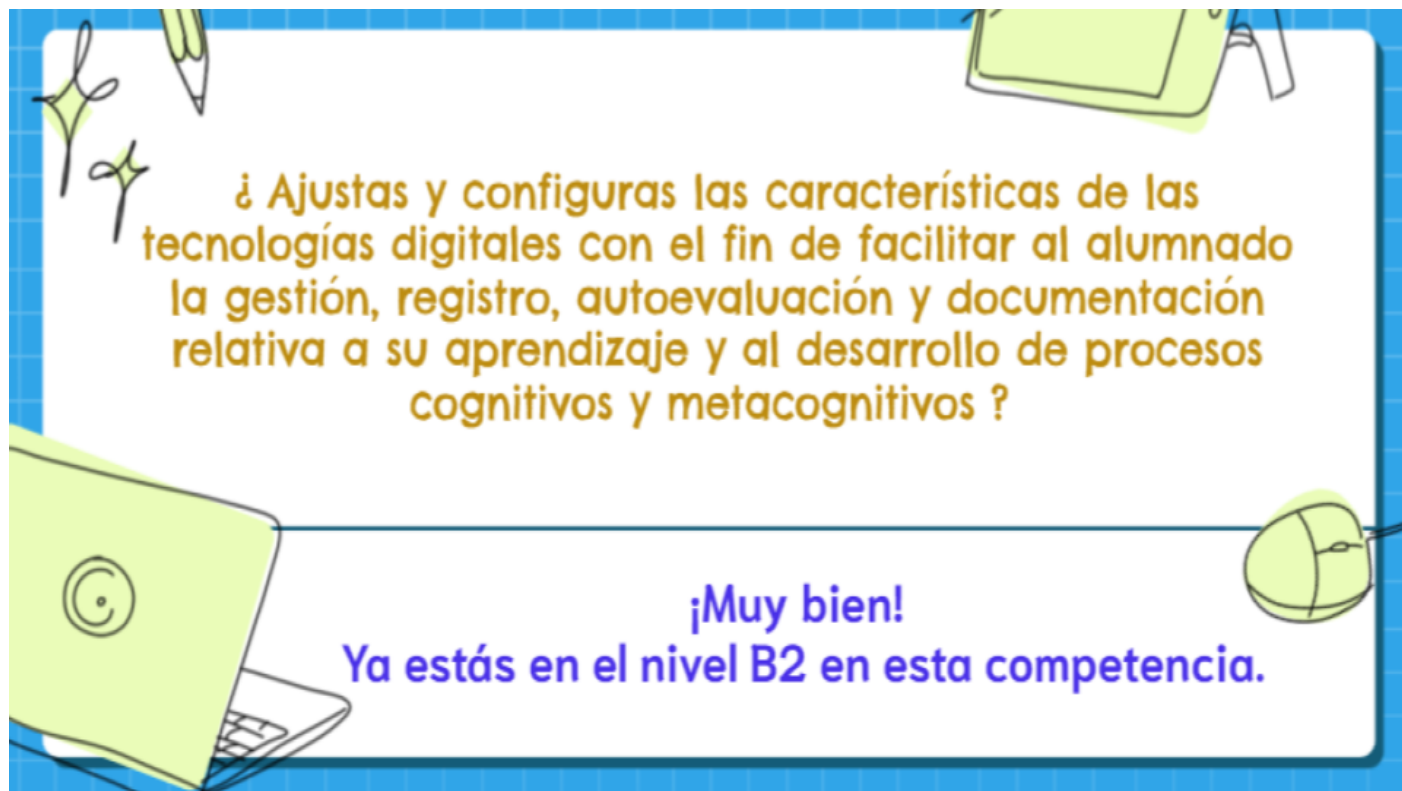 ¿ Ajustas y configuras las características de las
tecnologías digitales con el fin de facilitar al alumnado
la gestión, registro, autoevaluación y documentación
relativa a su aprendizaje y al desarrollo de procesos
cognitivos y metacognitivos ?
¡Muy bien!
Ya estás en el nivel B2 en esta competencia.